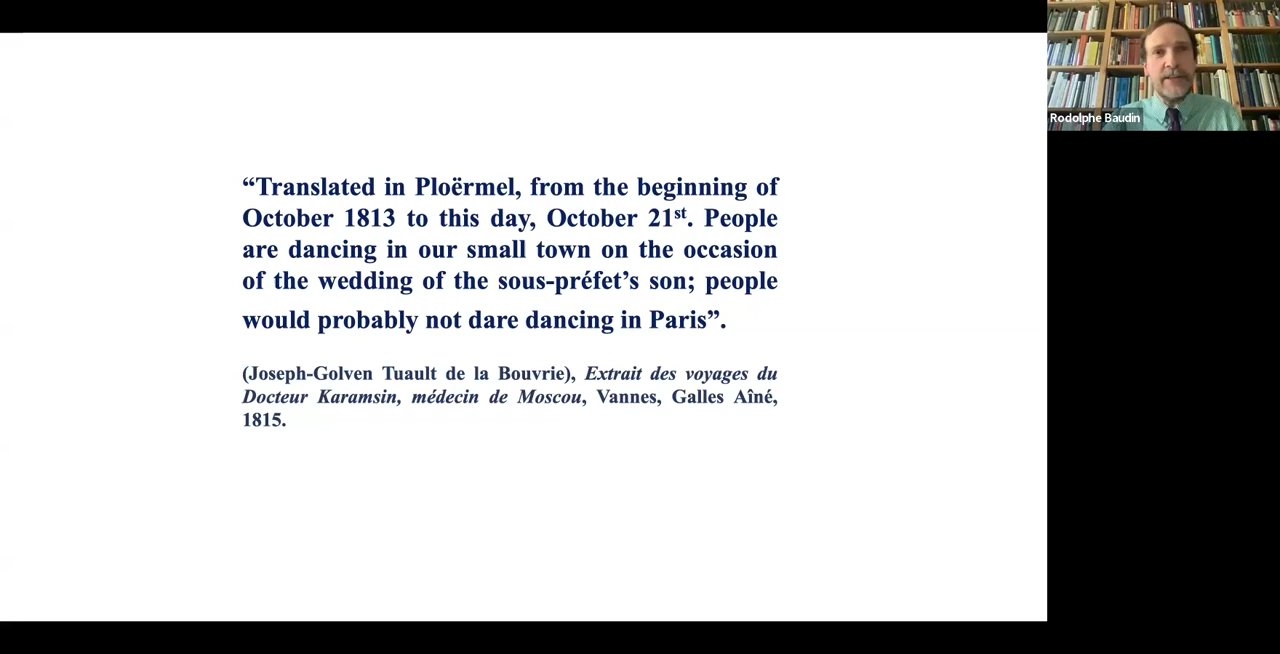 “Translated in Ploërmel, from the beginning of
October 1813 to this day, October 21st. People
are dancing in our small town on the occasion
of the wedding of the sous-préfet’s son; people
would probably not dare dancing in Paris”.
(Joseph-Golven Tuault de la Bouvrie), Extrait des voyages du
Docteur Karamsin, médecin de Moscou, Vannes, Galles Aîné,
1815.
Rodolphe Baudin